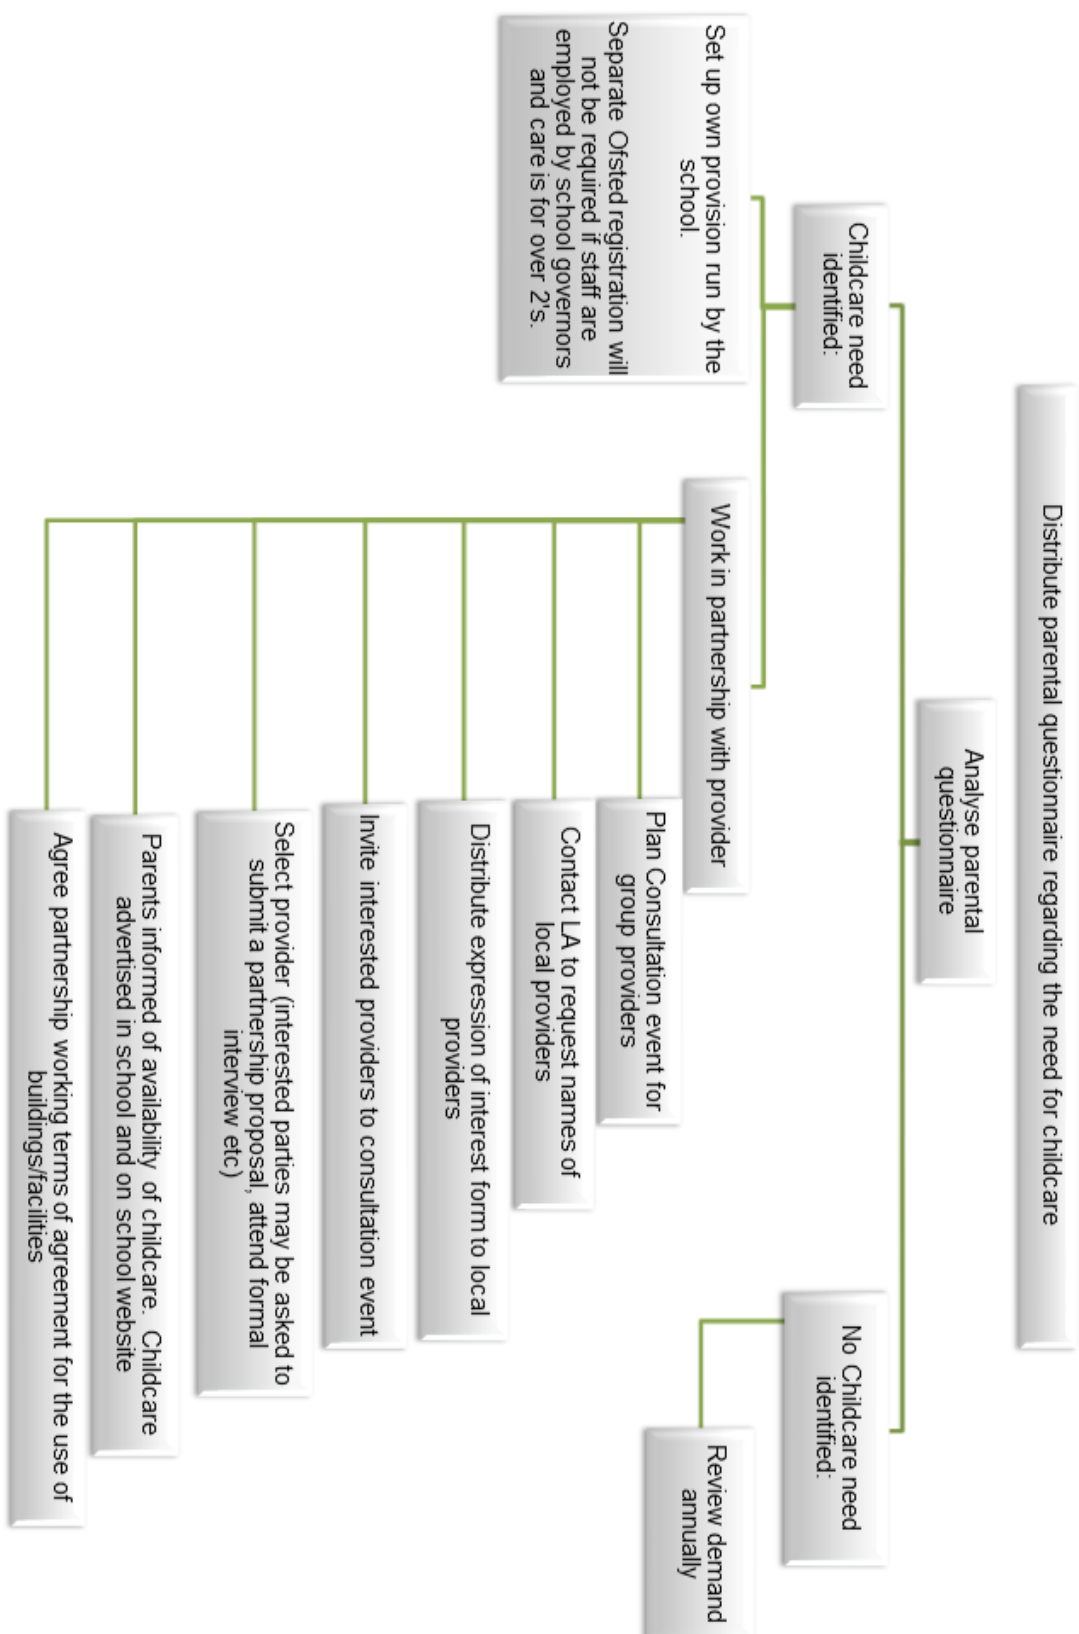 Distribute parental questionnaire regarding the need for childcare
Analyse parental
questionnaire
Childcare need
identified:
No Childcare need
identified:
Set up own provision run by the
school.
Separate Ofsted registration will
not be required if staff are
employed by school governors
and care is for over 2's.
Work in partnership with provider
Review demand
annually
Plan Consultation event for
group providers
Contact LA to request names of
local providers
Distribute expression of interest form to local
providers
Invite interested providers to consultation event
Select provider (interested parties may be asked to
submit a partnership proposal, attend formal
interview etc)
Parents informed of availability of childcare. Childcare
advertised in school and on school website
Agree partnership working terms of agreement for the use of
buildings/facilities